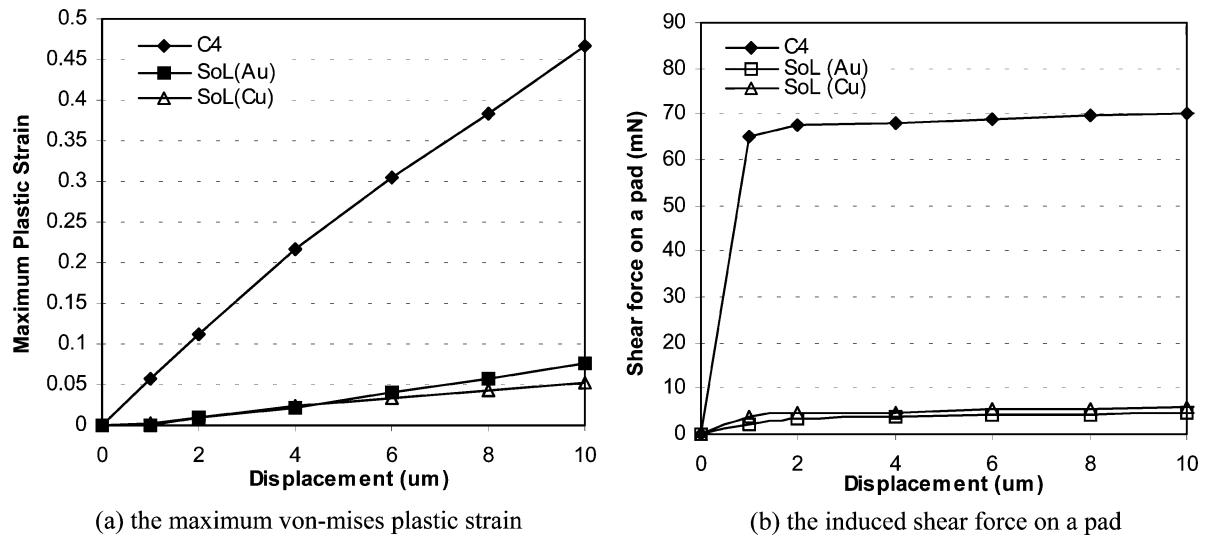 0.5
0.45
0.4
0.35
0.3
0.25
0.2
0.15
0.1
0.05
0
Maximum Plastic Strain
C4
SoL(Au)
SoL(Cu)
0 2 4 6 8 10
Displacement (um)
(a) the maximum von-mises plastic strain
90
80
70
60
50
40
30
20
10
0
Shear force on a pad (mN)
C4
SoL (Au)
SoL (Cu)
0 2 4 6 8 10
Displacement (um)
(b) the induced shear force on a pad